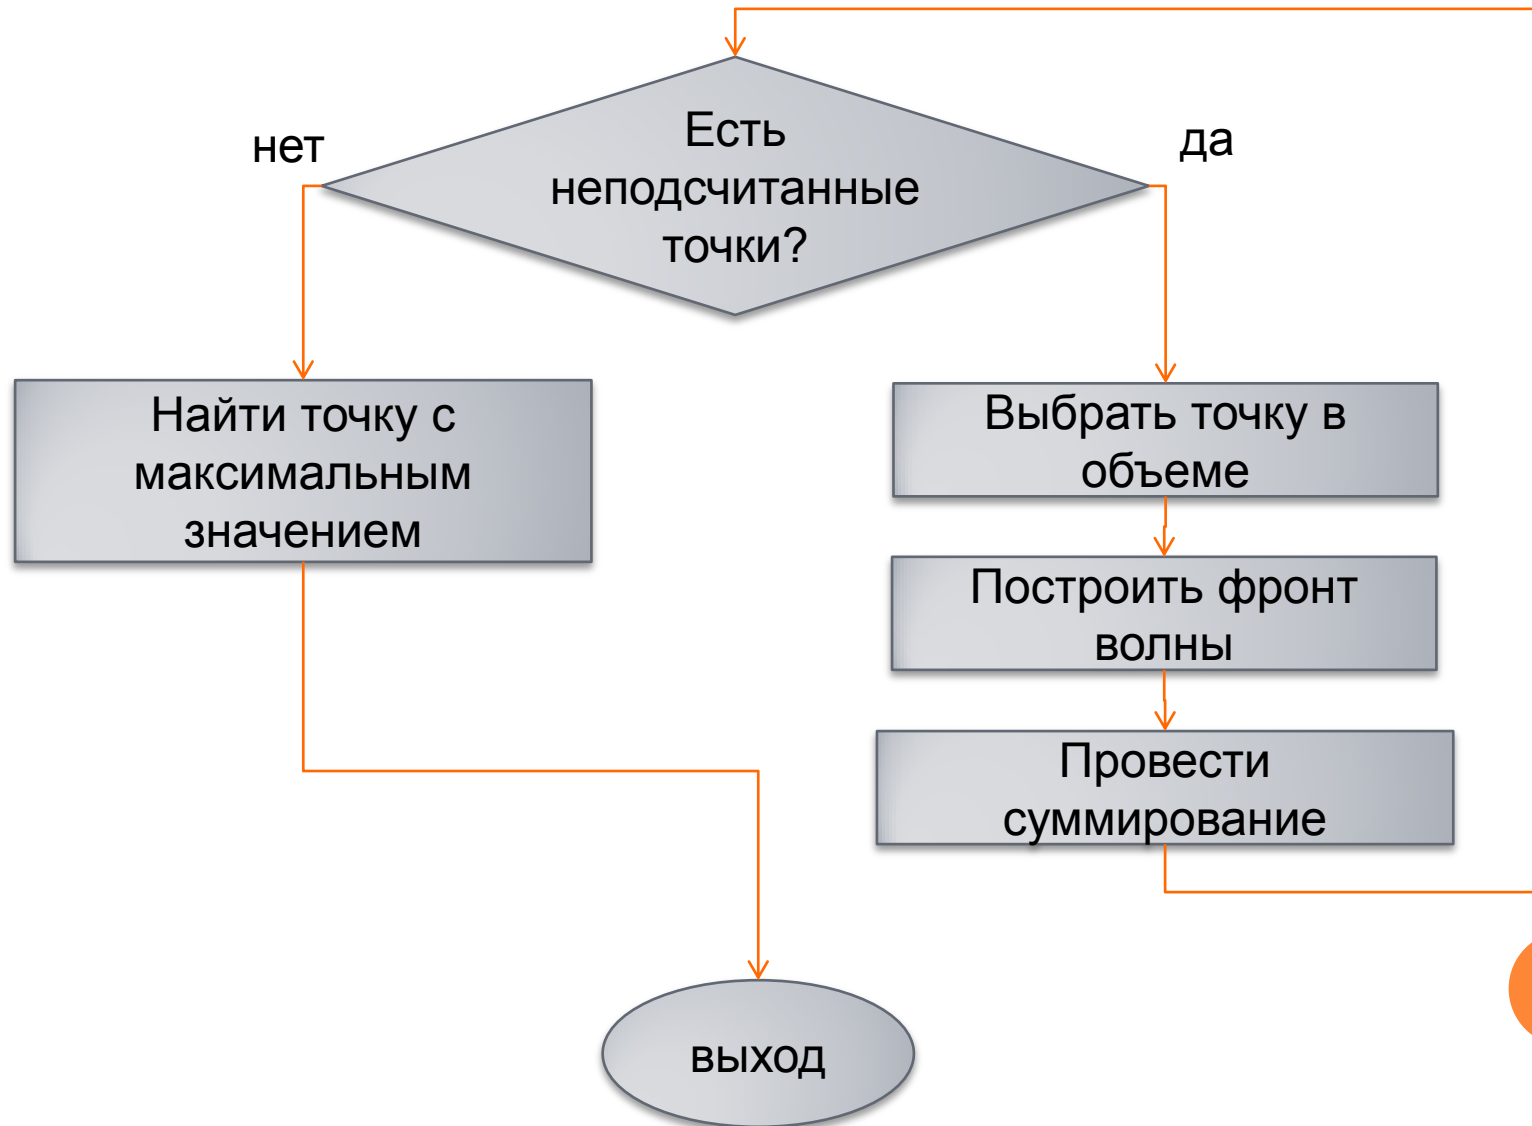 Есть
неподсчитанные
точки?
нет
да
Найти точку с
максимальным
значением
Выбрать точку в
объеме
Построить фронт
волны
Провести
суммирование
выход